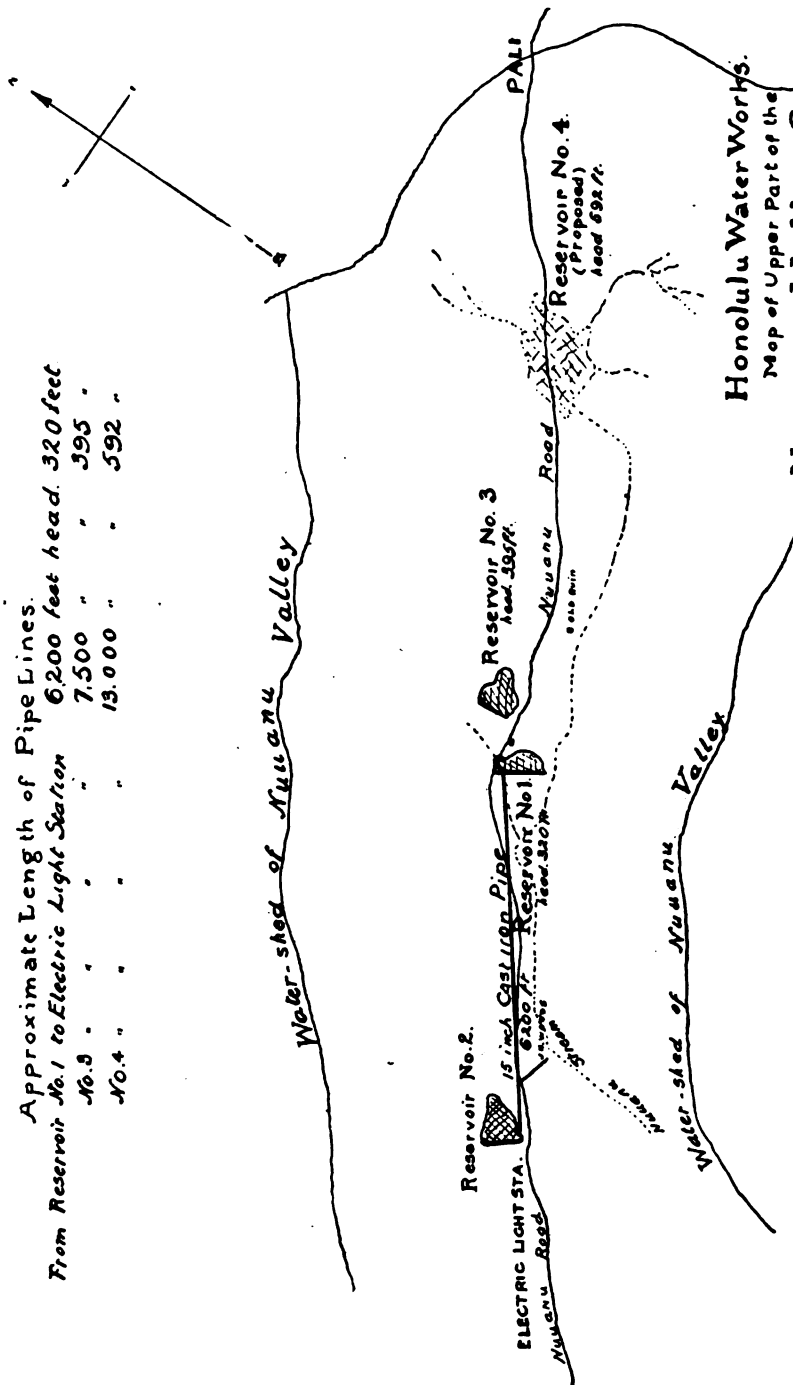 Approximate Length of Pipe Lines.
From Reservoir No.1 to Electric Light Station 6200 feet head. 320 feet
No.3 " " " " 7.500 " " 395 "
No.4 " " " " 13.000 " " 592 "
Water-shed of Nuuanu Valley
PALI
Reservoir No. 4.
(Proposed)
head 592 ft.
Nuuanu Road
Reservoir No. 3
head 395 ft.
GOLD RUIN
Reservoir No. 2.
15 inch Cast iron Pipe
6200 ft
Reservoir No 1.
head 320 ft.
ELECTRIC LIGHT STA.
Nuuanu Road
Nuuanu
Water-shed of Nuuanu Valley
Honolulu Water Works.
Map of Upper Part of the